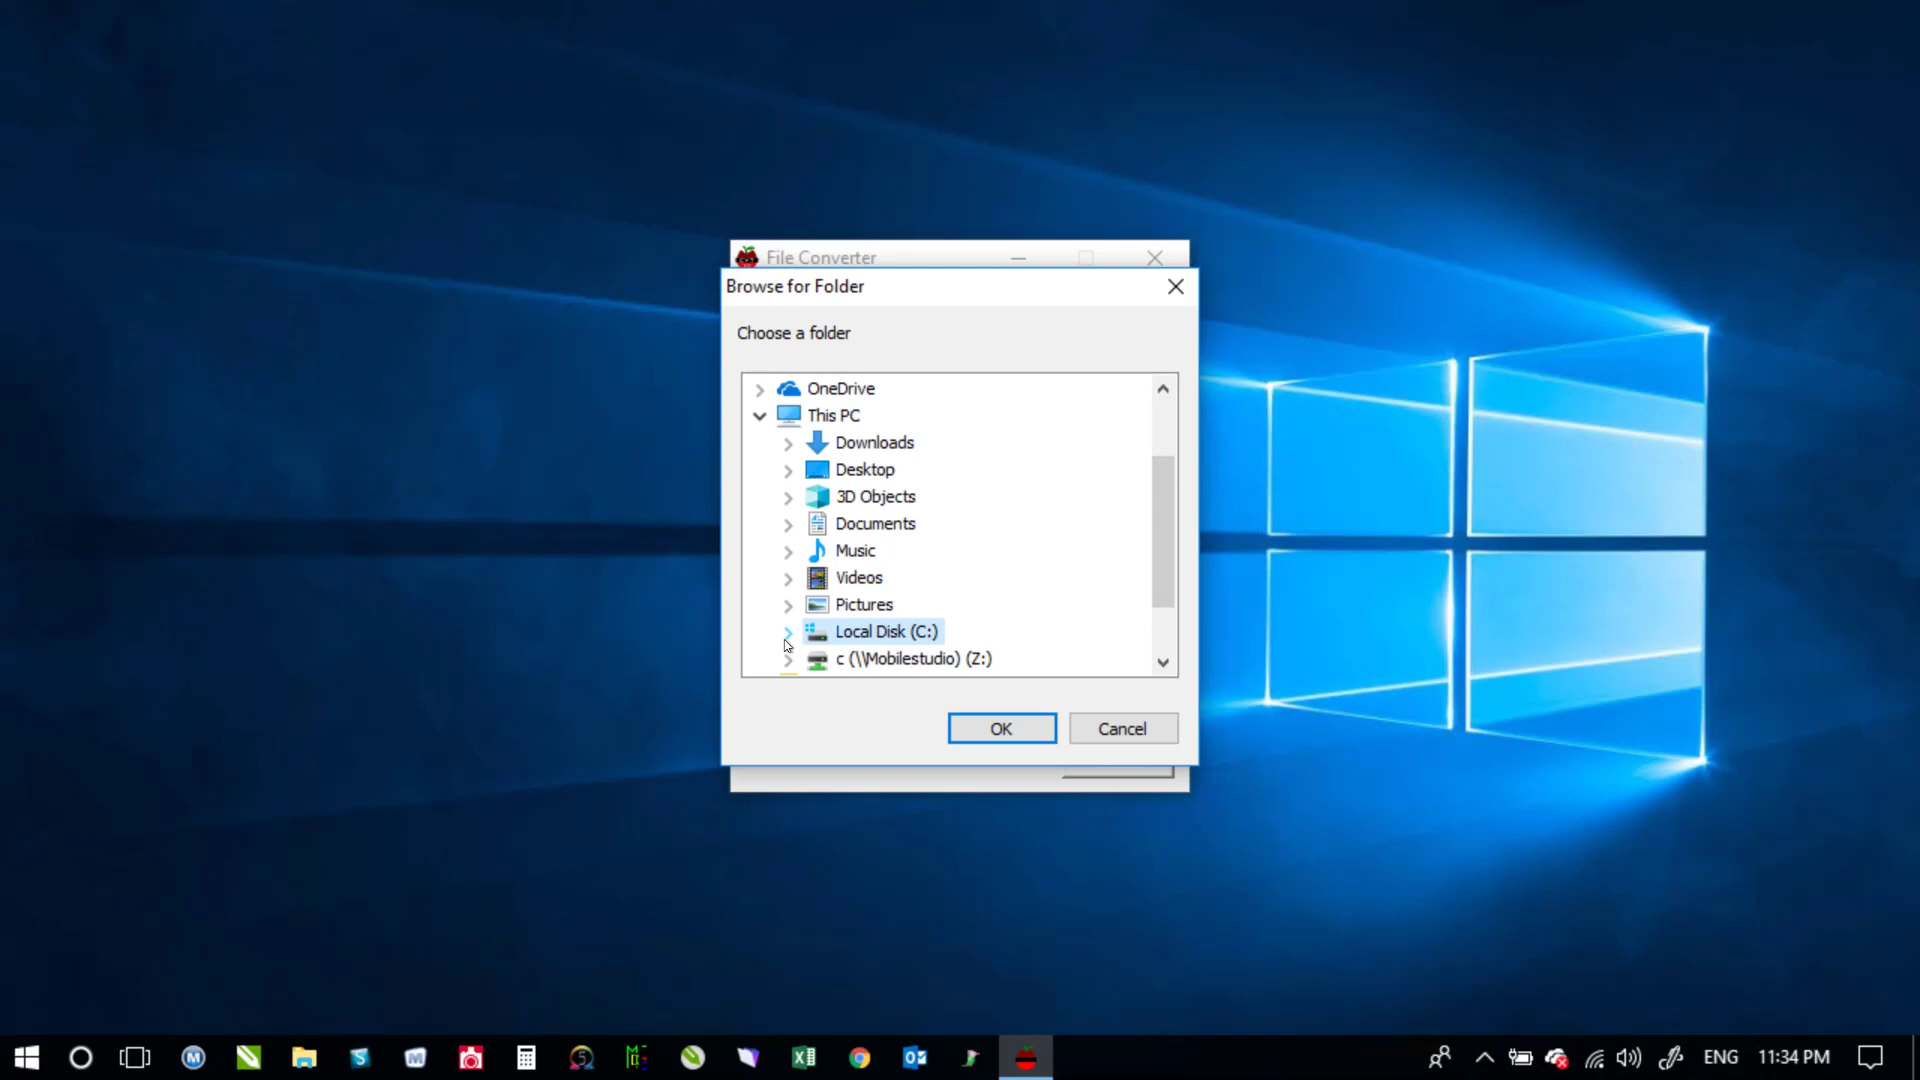 File Converter
Browse for Folder
Choose a folder
OneDrive
This PC
Downloads
Desktop
3D Objects
Documents
Music
Videos
Pictures
Local Disk (C:)
c (\\Mobilestudio) (Z:)
OK Cancel
ENG 11:34 PM